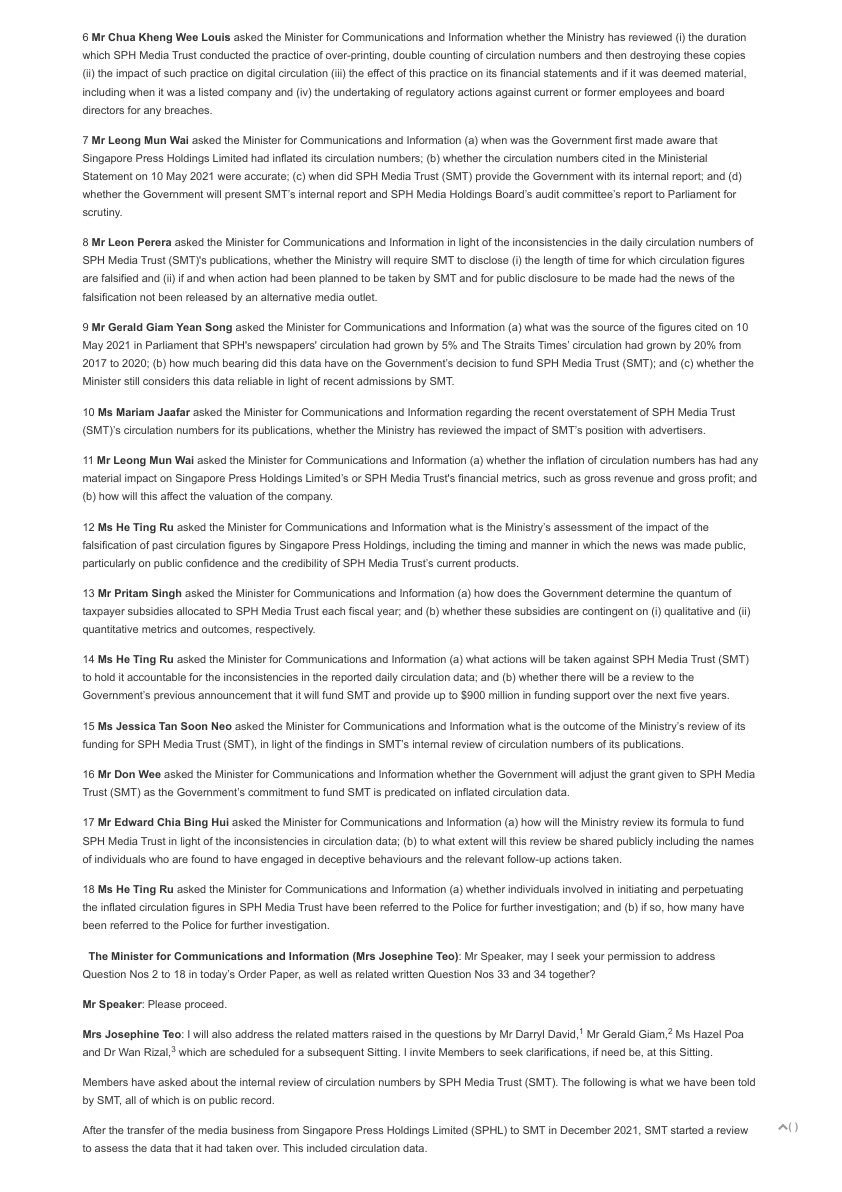 6 Mr Chua Kheng Wee Louis asked the Minister for Communications and Information whether the Ministry has reviewed (i) the duration
which SPH Media Trust conducted the practice of over-printing, double counting of circulation numbers and then destroying these copies
(ii) the impact of such practice on digital circulation (iii) the effect of this practice on its financial statements and if it was deemed material,
including when it was a listed company and (iv) the undertaking of regulatory actions against current or former employees and board
directors for any breaches.
7 Mr Leong Mun Wai asked the Minister for Communications and Information (a) when was the Government first made aware that
Singapore Press Holdings Limited had inflated its circulation numbers; (b) whether the circulation numbers cited in the Ministerial
Statement on 10 May 2021 were accurate; (c) when did SPH Media Trust (SMT) provide the Government with its internal report; and (d)
whether the Government will present SMT's internal report and SPH Media Holdings Board's audit committee's report to Parliament for
scrutiny.
8 Mr Leon Perera asked the Minister for Communications and Information in light of the inconsistencies in the daily circulation numbers of
SPH Media Trust (SMT)'s publications, whether the Ministry will require SMT to disclose (i) the length of time for which circulation figures
are falsified and (ii) if and when action had been planned to be taken by SMT and for public disclosure to be made had the news of the
falsification not been released by an alternative media outlet.
9 Mr Gerald Giam Yean Song asked the Minister for Communications and Information (a) what was the source of the figures cited on 10
May 2021 in Parliament that SPH's newspapers' circulation had grown by 5% and The Straits Times' circulation had grown by 20% from
2017 to 2020; (b) how much bearing did this data have on the Government's decision to fund SPH Media Trust (SMT); and (c) whether the
Minister still considers this data reliable in light of recent admissions by SMT.
10 Ms Mariam Jaafar asked the Minister for Communications and Information regarding the recent overstatement of SPH Media Trust
(SMT)'s circulation numbers for its publications, whether the Ministry has reviewed the impact of SMT's position with advertisers.
11 Mr Leong Mun Wai asked the Minister for Communications and Information (a) whether the inflation of circulation numbers has had any
material impact on Singapore Press Holdings Limited's or SPH Media Trust's financial metrics, such as gross revenue and gross profit; and
(b) how will this affect the valuation of the company.
12 Ms He Ting Ru asked the Minister for Communications and Information what is the Ministry's assessment of the impact of the
falsification of past circulation figures by Singapore Press Holdings, including the timing and manner in which the news was made public,
particularly on public confidence and the credibility of SPH Media Trust's current products.
13 Mr Pritam Singh asked the Minister for Communications and Information (a) how does the Government determine the quantum of
taxpayer subsidies allocated to SPH Media Trust each fiscal year; and (b) whether these subsidies are contingent on (i) qualitative and (ii)
quantitative metrics and outcomes, respectively.
14 Ms He Ting Ru asked the Minister for Communications and Information (a) what actions will be taken against SPH Media Trust (SMT)
to hold it accountable for the inconsistencies in the reported daily circulation data; and (b) whether there will be a review to the
Government's previous announcement that it will fund SMT and provide up to $900 million in funding support over the next five years.
15 Ms Jessica Tan Soon Neo asked the Minister for Communications and Information what is the outcome of the Ministry's review of its
funding for SPH Media Trust (SMT), in light of the findings in SMT's internal review of circulation numbers of its publications.
16 Mr Don Wee asked the Minister for Communications and Information whether the Government will adjust the grant given to SPH Media
Trust (SMT) as the Government's commitment to fund SMT is predicated on inflated circulation data.
17 Mr Edward Chia Bing Hui asked the Minister for Communications and Information (a) how will the Ministry review its formula to fund
SPH Media Trust in light of the inconsistencies in circulation data; (b) to what extent will this review be shared publicly including the names
of individuals who are found to have engaged in deceptive behaviours and the relevant follow-up actions taken.
18 Ms He Ting Ru asked the Minister for Communications and Information (a) whether individuals involved in initiating and perpetuating
the inflated circulation figures in SPH Media Trust have been referred to the Police for further investigation; and (b) if so, how many have
been referred to the Police for further investigation.
The Minister for Communications and Information (Mrs Josephine Teo): Mr Speaker, may I seek your permission to address
Question Nos 2 to 18 in today's Order Paper, as well as related written Question Nos 33 and 34 together?
Mr Speaker: Please proceed.
Mrs Josephine Teo: I will also address the related matters raised in the questions by Mr Darryl David,1 Mr Gerald Giam,2 Ms Hazel Poa
and Dr Wan Rizal,3 which are scheduled for a subsequent Sitting. I invite Members to seek clarifications, if need be, at this Sitting.
Members have asked about the internal review of circulation numbers by SPH Media Trust (SMT). The following is what we have been told
by SMT, all of which is on public record.
After the transfer of the media business from Singapore Press Holdings Limited (SPHL) to SMT in December 2021, SMT started a review
to assess the data that it had taken over. This included circulation data.
( )